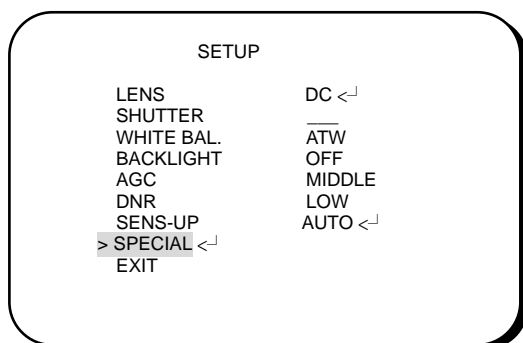 SETUP
LENS DC ↵
SHUTTER ___
WHITE BAL. ATW
BACKLIGHT OFF
AGC MIDDLE
DNR LOW
SENS-UP AUTO ↵
> SPECIAL ↵
EXIT